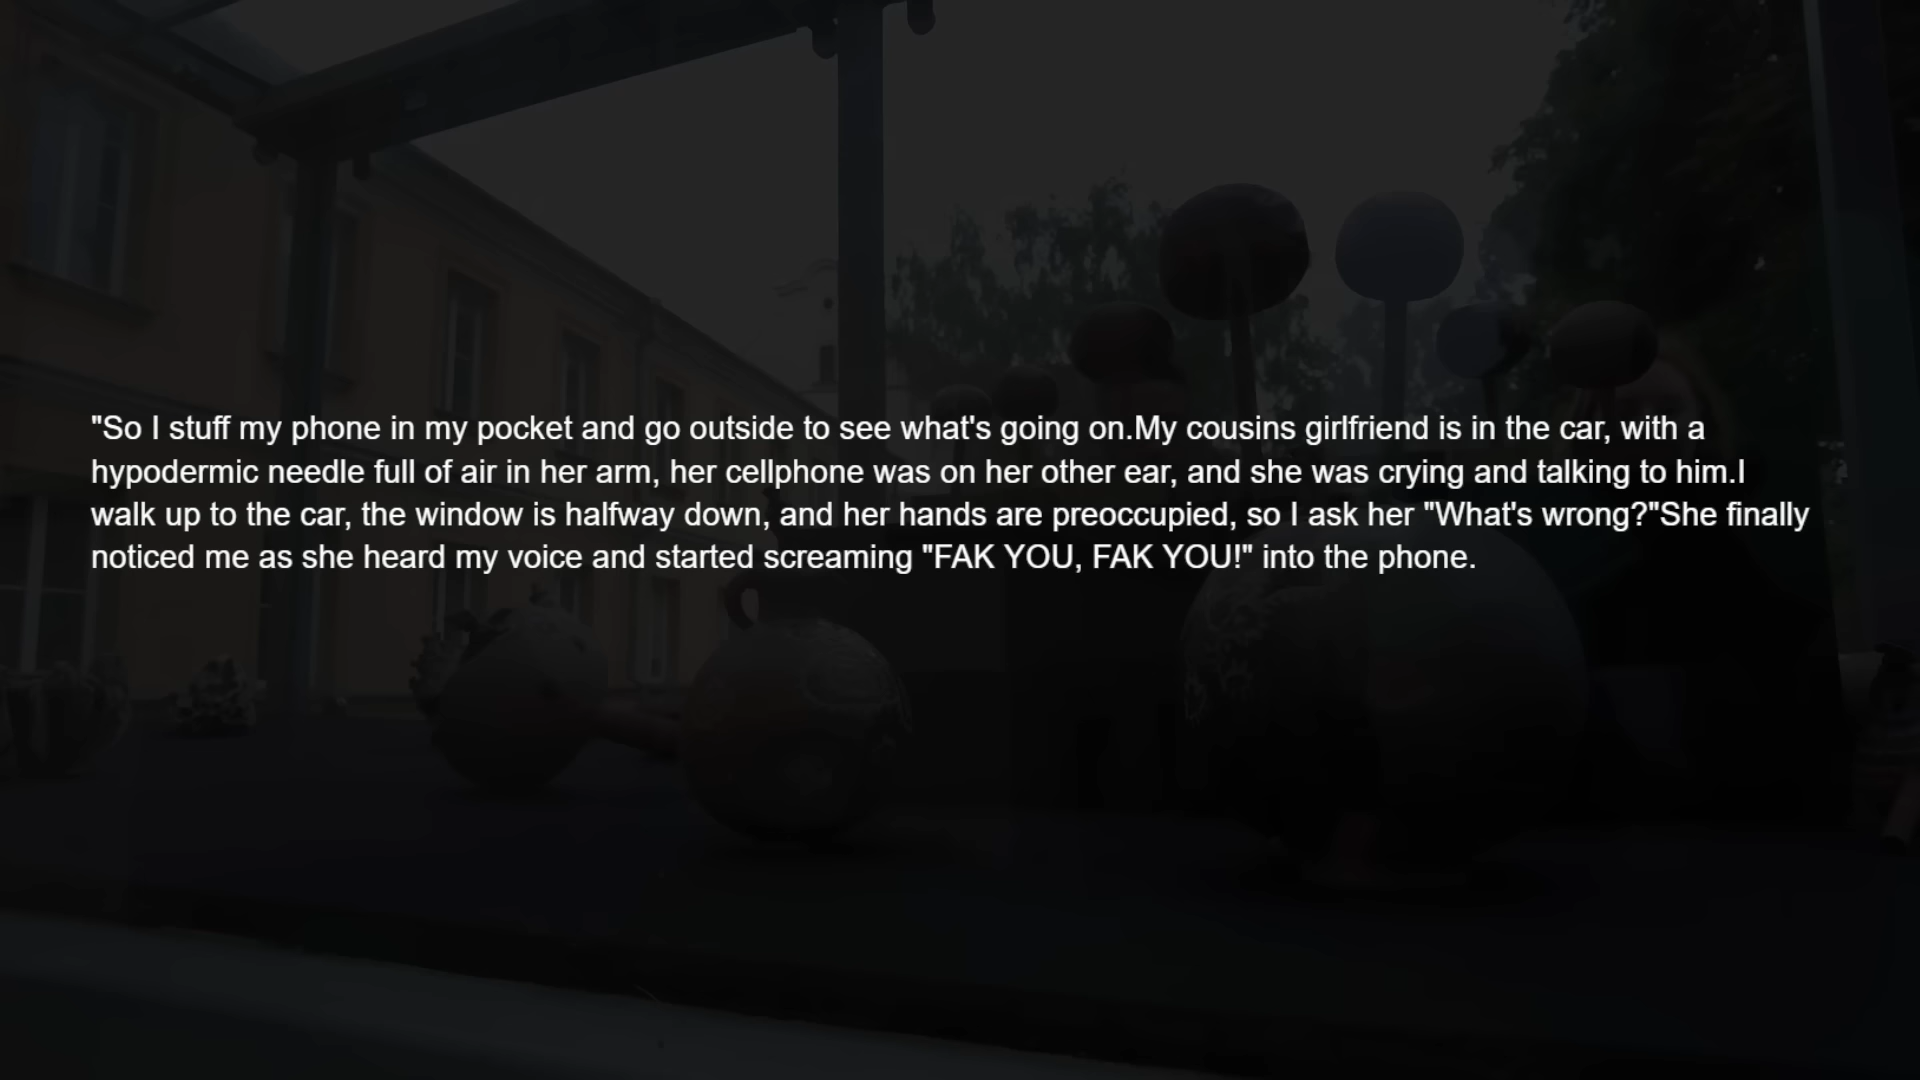 "So I stuff my phone in my pocket and go outside to see what's going on.My cousins girlfriend is in the car, with a
hypodermic needle full of air in her arm, her cellphone was on her other ear, and she was crying and talking to him.I
walk up to the car, the window is halfway down, and her hands are preoccupied, so I ask her "What's wrong?"She finally
noticed me as she heard my voice and started screaming "FAK YOU, FAK YOU!" into the phone.